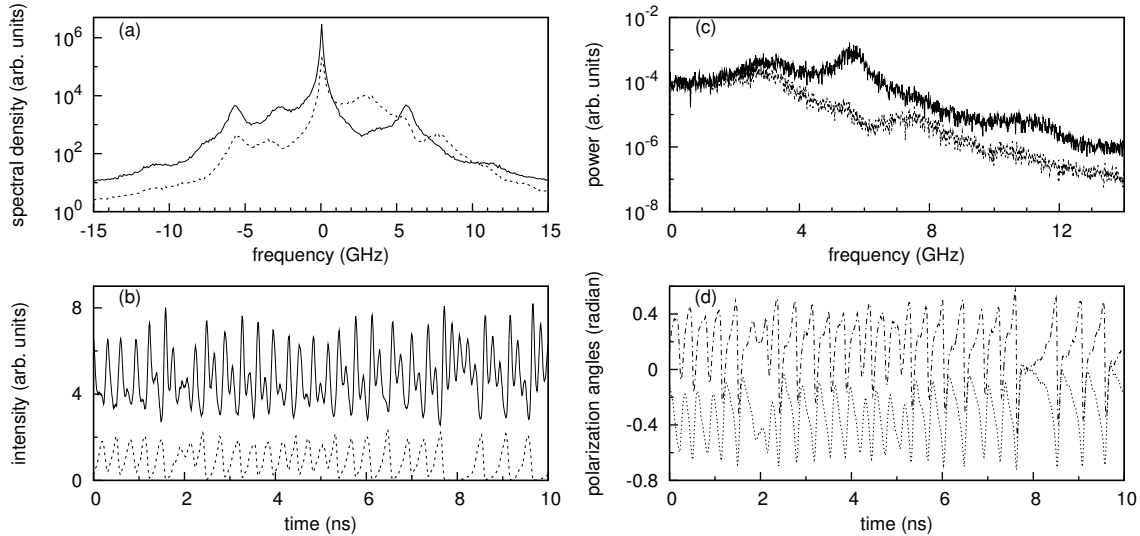 (a)
spectral density (arb. units)
10^6
10^4
10^2
10^0
-15 -10 -5 0 5 10 15
frequency (GHz)
(c)
power (arb. units)
10^-2
10^-4
10^-6
10^-8
0 4 8 12
frequency (GHz)
(b)
intensity (arb. units)
8
4
0
0 2 4 6 8 10
time (ns)
(d)
polarization angles (radian)
0.4
0
-0.4
-0.8
0 2 4 6 8 10
time (ns)